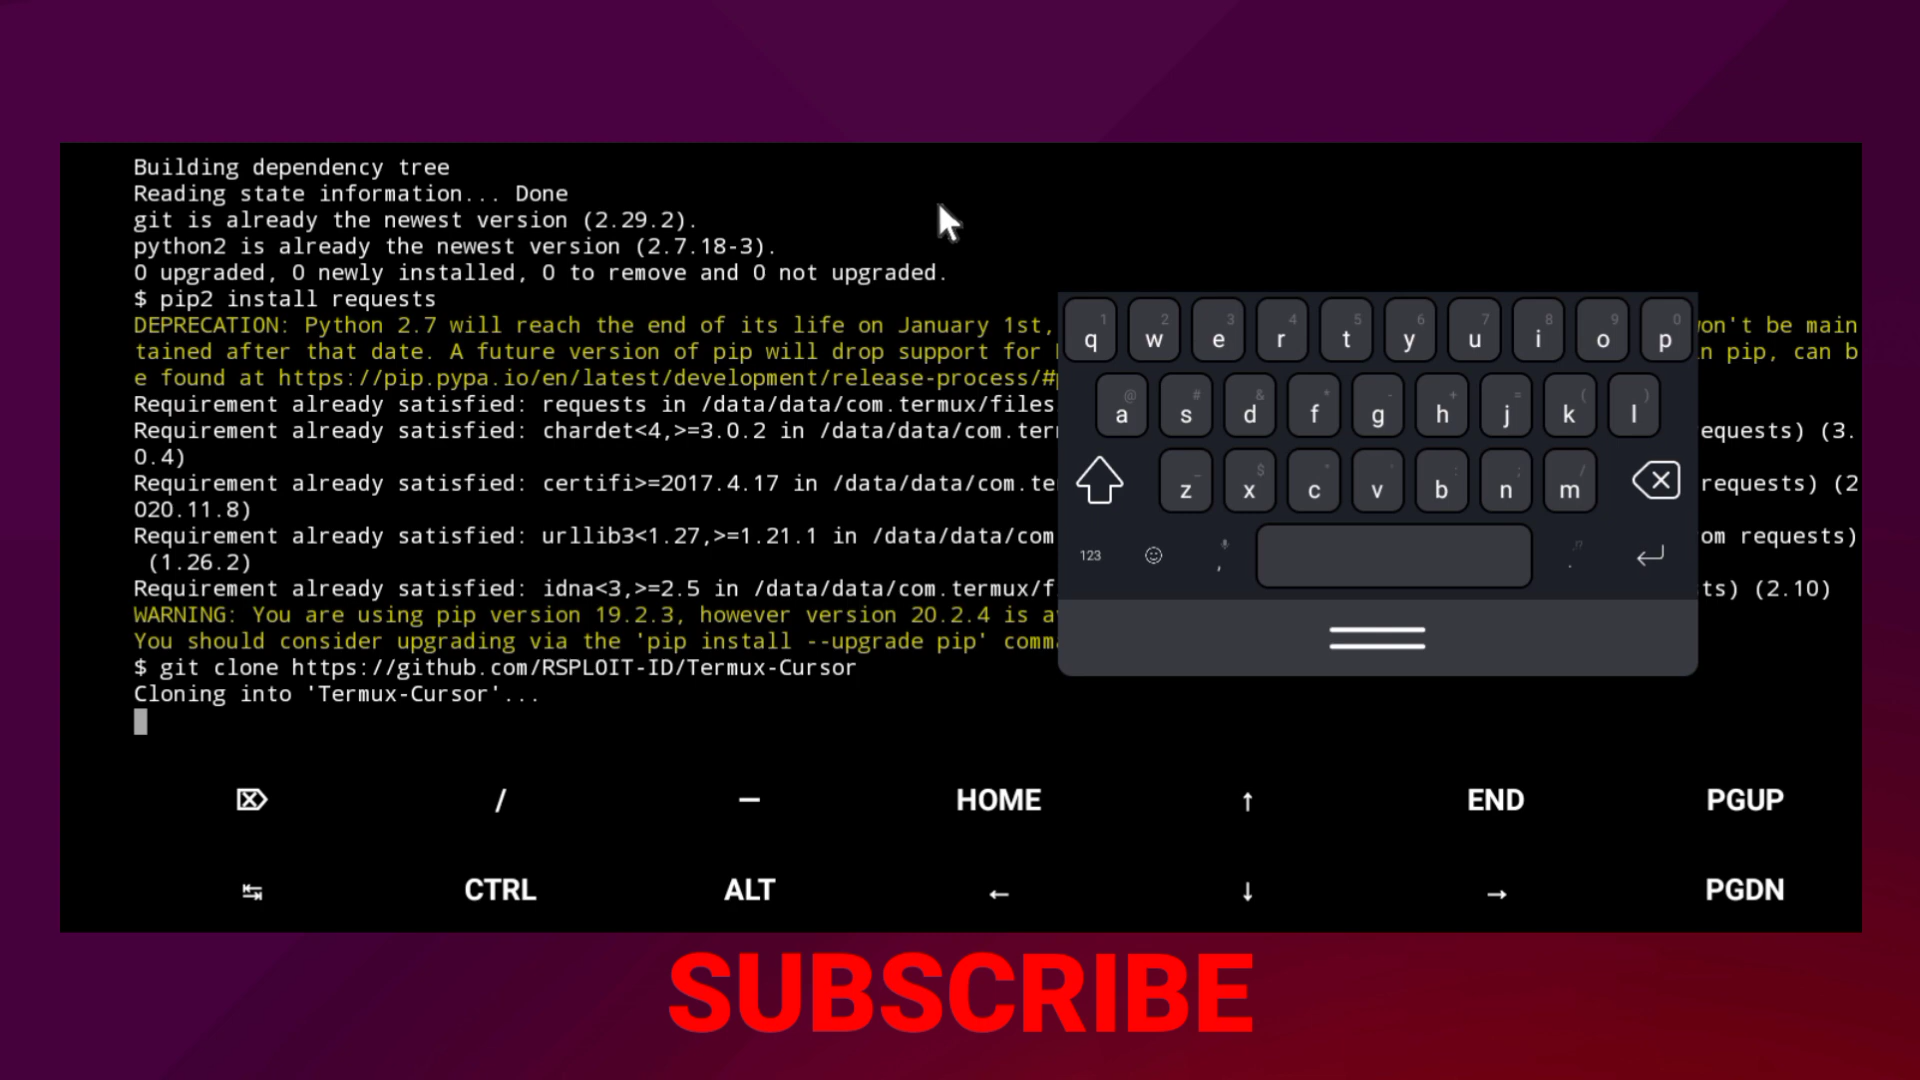 Building dependency tree
Reading state information... Done
git is already the newest version (2.29.2).
python2 is already the newest version (2.7.18-3).
0 upgraded, 0 newly installed, 0 to remove and 0 not upgraded.
$ pip2 install requests
DEPRECATION: Python 2.7 will reach the end of its life on January 1st, won't be main
tained after that date. A future version of pip will drop support for n pip, can b
e found at https://pip.pypa.io/en/latest/development/release-process/#
Requirement already satisfied: requests in /data/data/com.termux/files
Requirement already satisfied: chardet<4,>=3.0.2 in /data/data/com.ter equests) (3.
0.4)
Requirement already satisfied: certifi>=2017.4.17 in /data/data/com.te requests) (2
020.11.8)
Requirement already satisfied: urllib3<1.27,>=1.21.1 in /data/data/com om requests)
(1.26.2)
Requirement already satisfied: idna<3,>=2.5 in /data/data/com.termux/f ts) (2.10)
WARNING: You are using pip version 19.2.3, however version 20.2.4 is a
You should consider upgrading via the 'pip install --upgrade pip' comm
$ git clone https://github.com/RSPLOIT-ID/Termux-Cursor
Cloning into 'Termux-Cursor'...
1 2 3 4 5 6 7 8 9 0
q w e r t y u i o p
a s d f g h j k l
z x c v b n m
123 , .
/ — HOME ↑ END PGUP
CTRL ALT ← ↓ → PGDN
SUBSCRIBE